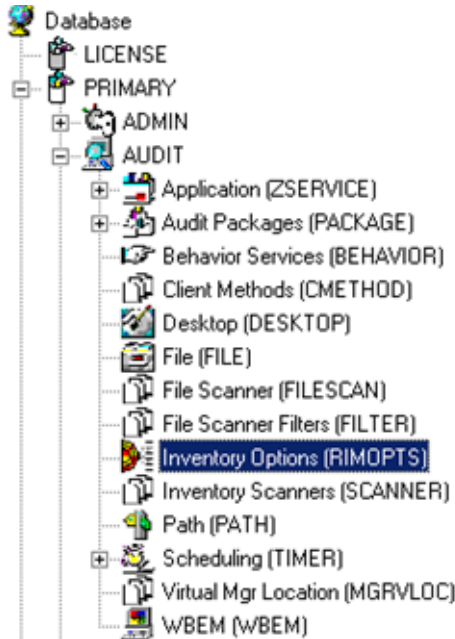 Database
LICENSE
PRIMARY
ADMIN
AUDIT
Application (ZSERVICE)
Audit Packages (PACKAGE)
Behavior Services (BEHAVIOR)
Client Methods (CMETHOD)
Desktop (DESKTOP)
File (FILE)
File Scanner (FILESCAN)
File Scanner Filters (FILTER)
Inventory Options (RIMOPTS)
Inventory Scanners (SCANNER)
Path (PATH)
Scheduling (TIMER)
Virtual Mgr Location (MGRVLOC)
WBEM (WBEM)